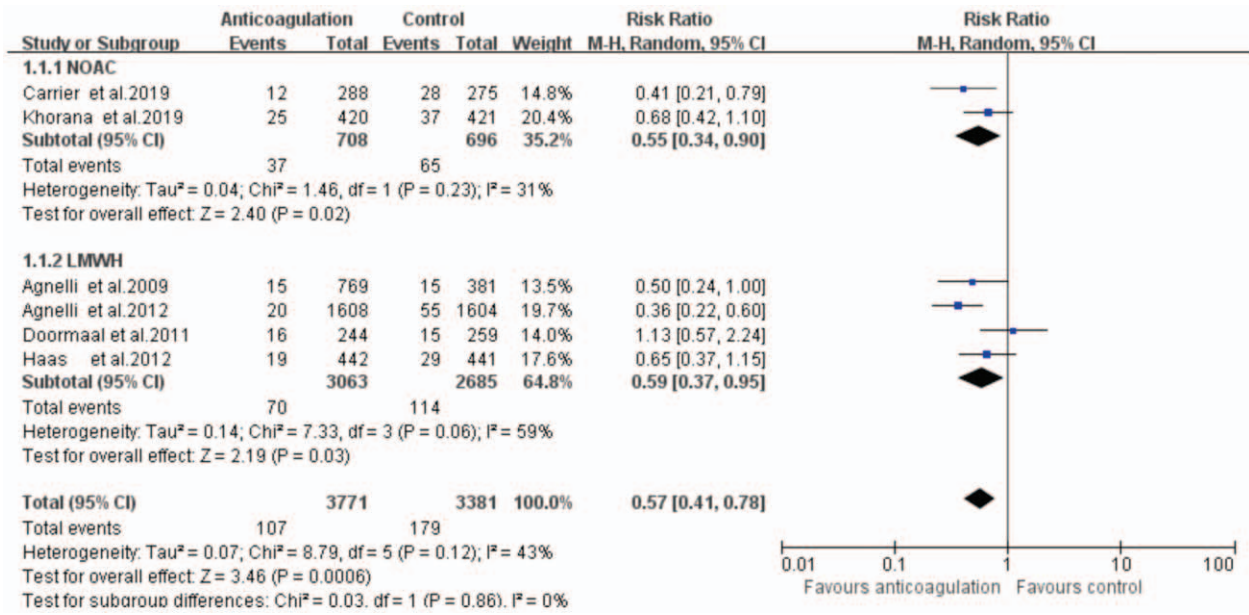 Anticoagulation Control Risk Ratio Risk Ratio
Study or Subgroup Events Total Events Total Weight M-H, Random, 95% CI M-H, Random, 95% CI
1.1.1 NOAC
Carrier et al.2019 12 288 28 275 14.8% 0.41 [0.21, 0.79]
Khorana et al.2019 25 420 37 421 20.4% 0.68 [0.42, 1.10]
Subtotal (95% CI) 708 696 35.2% 0.55 [0.34, 0.90]
Total events 37 65
Heterogeneity: Tau² = 0.04; Chi² = 1.46, df = 1 (P = 0.23); I² = 31%
Test for overall effect: Z = 2.40 (P = 0.02)
1.1.2 LMWH
Agnelli et al.2009 15 769 15 381 13.5% 0.50 [0.24, 1.00]
Agnelli et al.2012 20 1608 55 1604 19.7% 0.36 [0.22, 0.60]
Doormaal et al.2011 16 244 15 259 14.0% 1.13 [0.57, 2.24]
Haas et al.2012 19 442 29 441 17.6% 0.65 [0.37, 1.15]
Subtotal (95% CI) 3063 2685 64.8% 0.59 [0.37, 0.95]
Total events 70 114
Heterogeneity: Tau² = 0.14; Chi² = 7.33, df = 3 (P = 0.06); I² = 59%
Test for overall effect: Z = 2.19 (P = 0.03)
Total (95% CI) 3771 3381 100.0% 0.57 [0.41, 0.78]
Total events 107 179
Heterogeneity: Tau² = 0.07; Chi² = 8.79, df = 5 (P = 0.12); I² = 43%
Test for overall effect: Z = 3.46 (P = 0.0006)
Test for subgroup differences: Chi² = 0.03, df = 1 (P = 0.86), I² = 0%
0.01 0.1 1 10 100
Favours anticoagulation Favours control